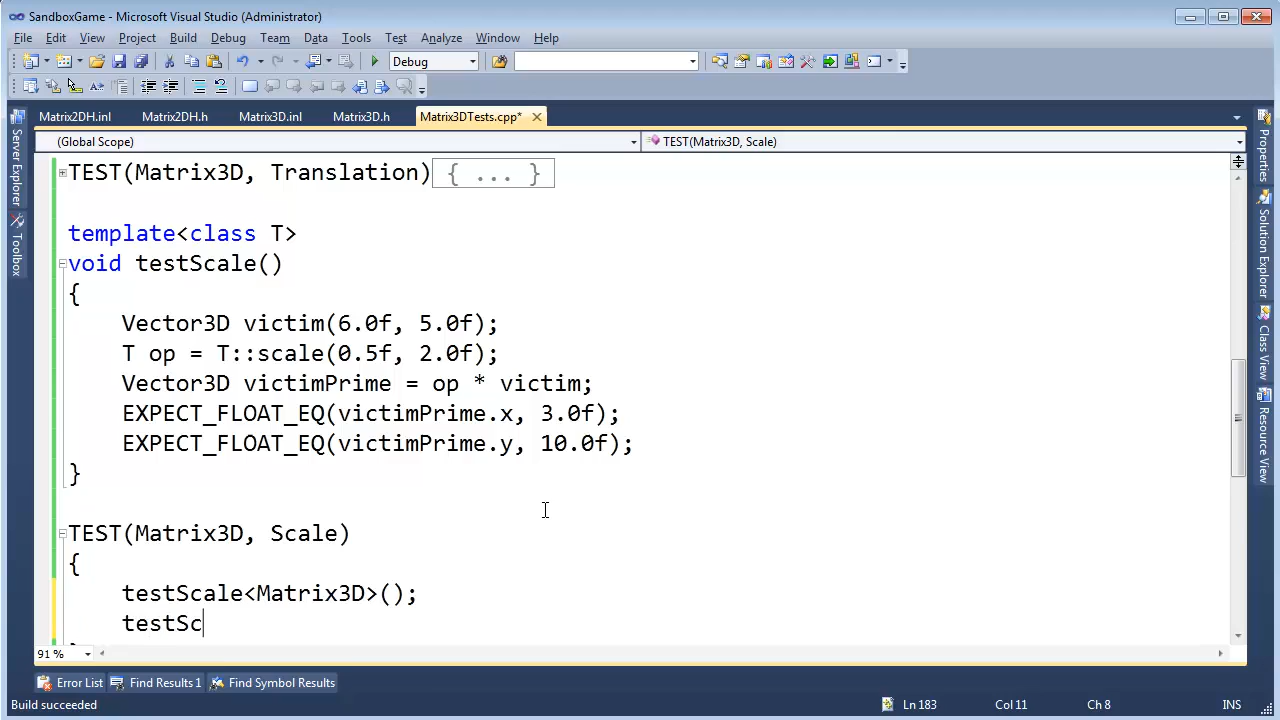 SandboxGame - Microsoft Visual Studio (Administrator)
File Edit View Project Build Debug Team Data Tools Test Analyze Window Help
Debug
Matrix2DH.inl Matrix2DH.h Matrix3D.inl Matrix3D.h Matrix3DTests.cpp*
(Global Scope) TEST(Matrix3D, Scale)
TEST(Matrix3D, Translation) { ... }
template<class T>
void testScale()
{
Vector3D victim(6.0f, 5.0f);
T op = T::scale(0.5f, 2.0f);
Vector3D victimPrime = op * victim;
EXPECT_FLOAT_EQ(victimPrime.x, 3.0f);
EXPECT_FLOAT_EQ(victimPrime.y, 10.0f);
}
TEST(Matrix3D, Scale)
{
testScale<Matrix3D>();
testSc
91 %
Server Explorer
Toolbox
Properties
Solution Explorer
Class View
Resource View
Error List Find Results 1 Find Symbol Results
Build succeeded Ln 183 Col 11 Ch 8 INS